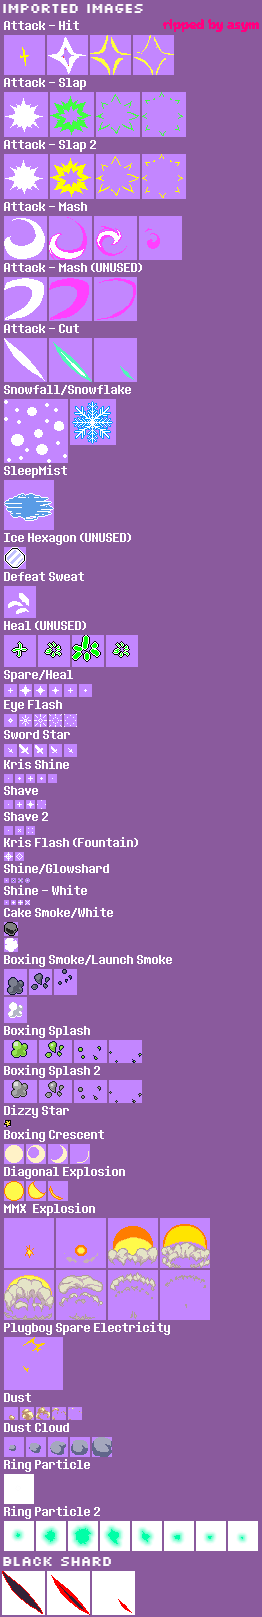 IMPORTED IMAGES
Attack - Hit
ripped by asym
Attack - Slap
Attack - Slap 2
Attack - Mash
Attack - Mash (UNUSED)
Attack - Cut
Snowfall/Snowflake
SleepMist
Ice Hexagon (UNUSED)
Defeat Sweat
Heal (UNUSED)
Spare/Heal
Eye Flash
Sword Star
Kris Shine
Shave
Shave 2
Kris Flash (Fountain)
Shine/Glowshard
Shine - White
Cake Smoke/White
Boxing Smoke/Launch Smoke
Boxing Splash
Boxing Splash 2
Dizzy Star
Boxing Crescent
Diagonal Explosion
MMX Explosion
Plugboy Spare Electricity
Dust
Dust Cloud
Ring Particle
Ring Particle 2
BLACK SHARD